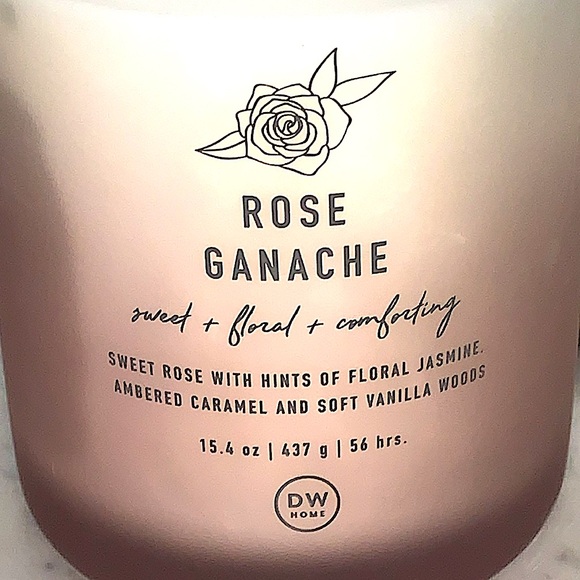 ROSE
GANACHE
sweet + floral + comforting
SWEET ROSE WITH HINTS OF FLORAL JASMINE.
AMBERED CARAMEL AND SOFT VANILLA WOODS
15.4 oz | 437 g | 56 hrs.
DW
HOME